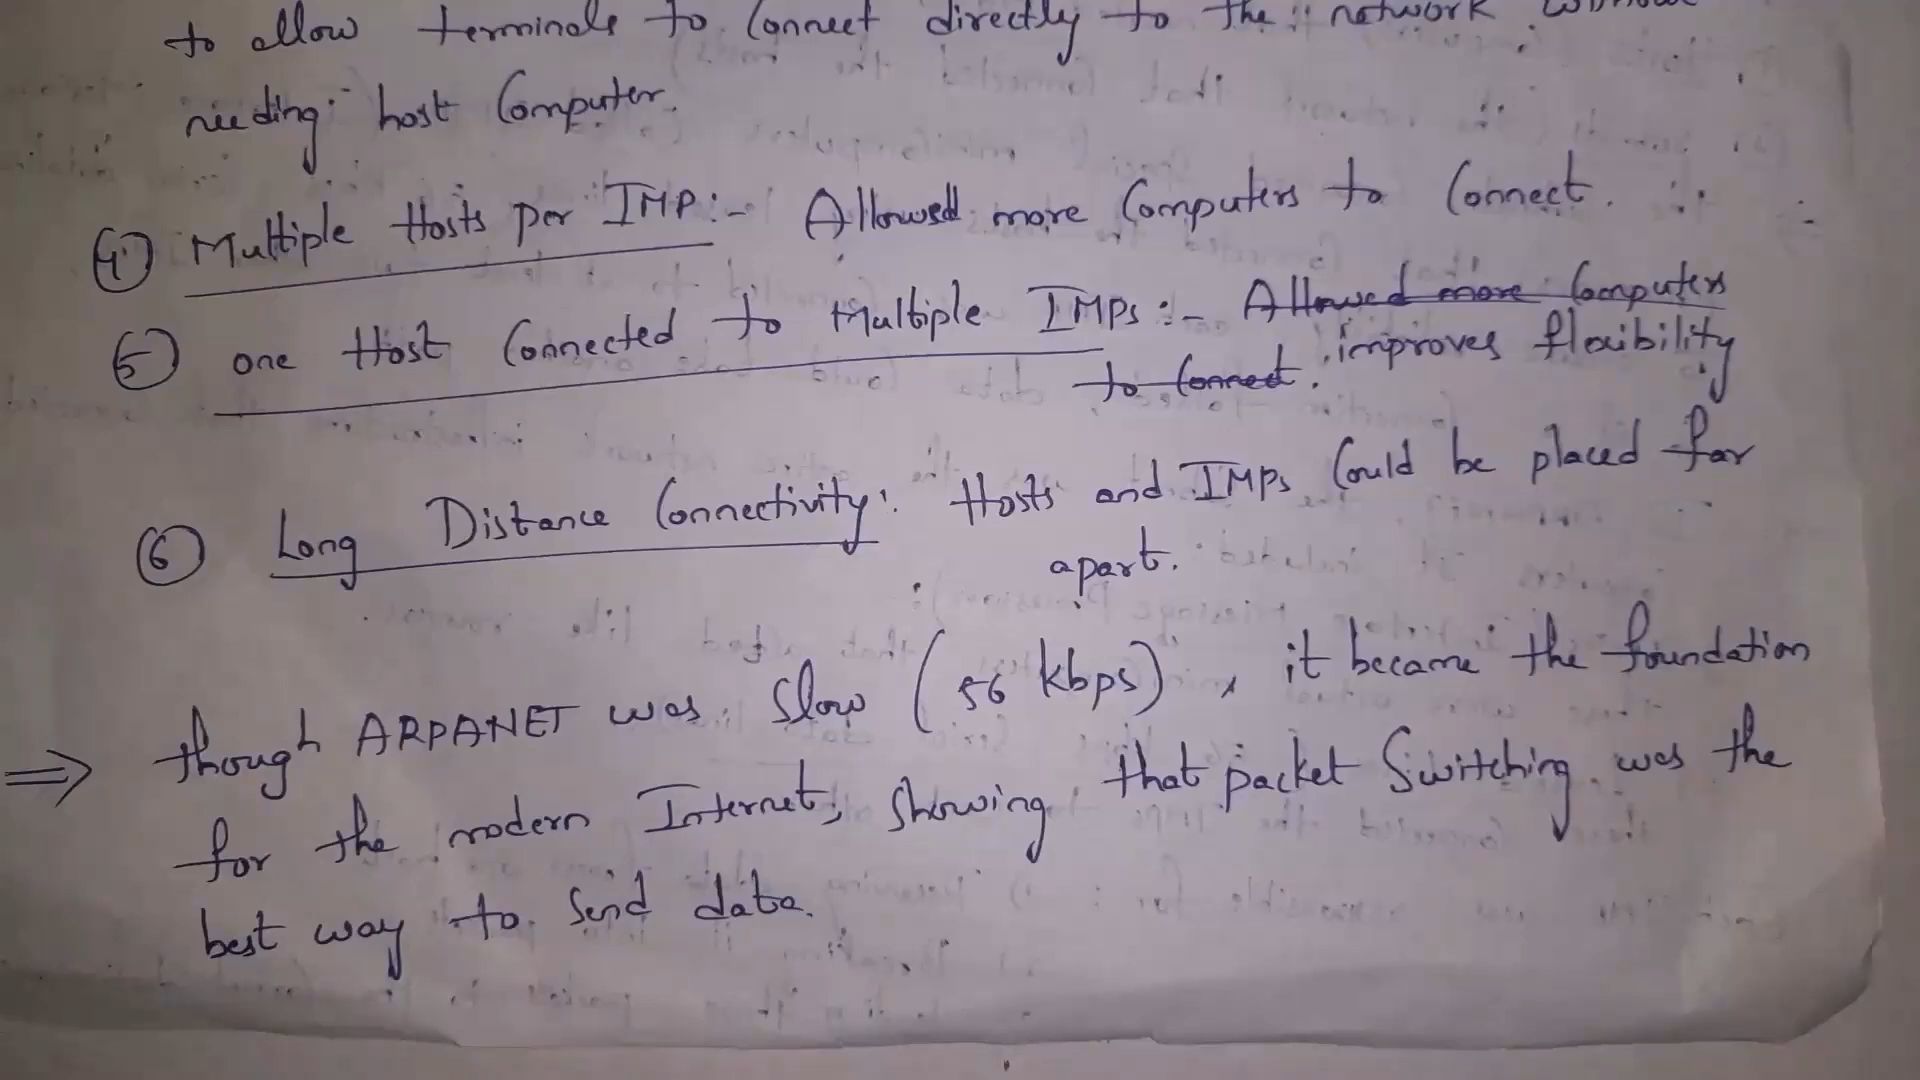 to allow terminals to connect directly to the network without
needing host Computer.
④ Multiple Hosts per IMP:- Allowed more Computers to Connect.
⑤ one Host Connected to Multiple IMPs:- Allowed more Computers
to Connect. improves flexibility
⑥ Long Distance Connectivity: Hosts and IMPs Could be placed far
apart.
⇒ though ARPANET was slow (56 kbps), it became the foundation
for the modern Internet, showing that packet Switching was the
best way to send data.